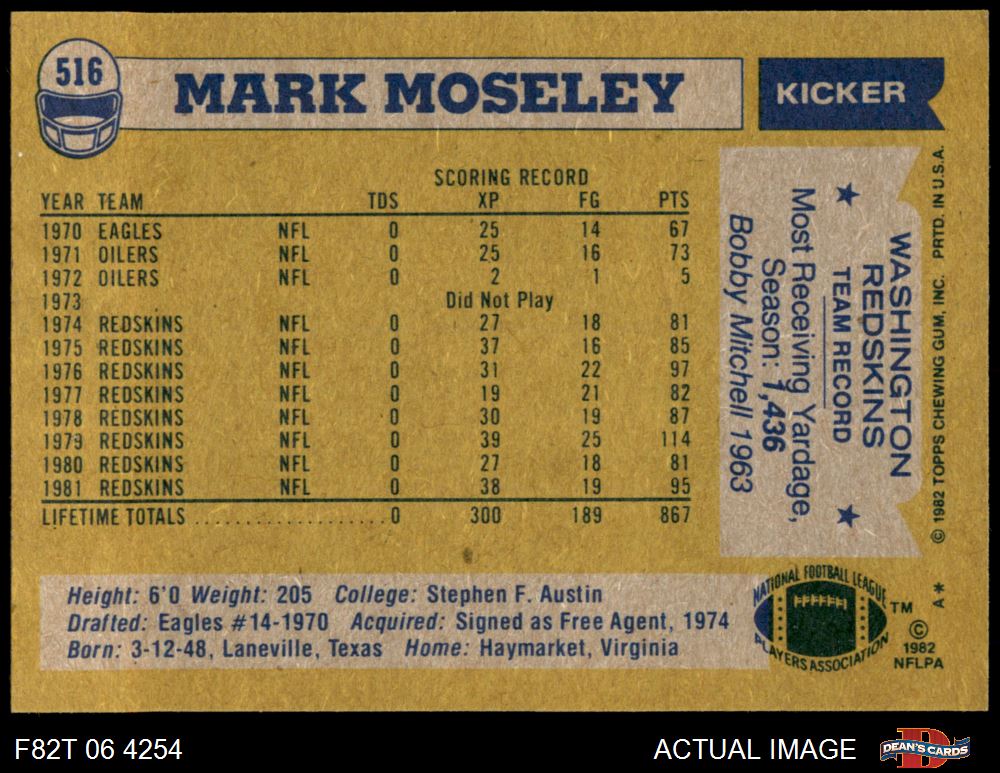 516
MARK MOSELEY
KICKER
SCORING RECORD
YEAR TEAM TDS XP FG PTS
1970 EAGLES NFL 0 25 14 67
1971 OILERS NFL 0 25 16 73
1972 OILERS NFL 0 2 1 5
1973 Did Not Play
1974 REDSKINS NFL 0 27 18 81
1975 REDSKINS NFL 0 37 16 85
1976 REDSKINS NFL 0 31 22 97
1977 REDSKINS NFL 0 19 21 82
1978 REDSKINS NFL 0 30 19 87
1979 REDSKINS NFL 0 39 25 114
1980 REDSKINS NFL 0 27 18 81
1981 REDSKINS NFL 0 38 19 95
LIFETIME TOTALS ....................0 300 189 867
WASHINGTON
REDSKINS
★ TEAM RECORD ★
Most Receiving Yardage,
Season: 1,436
Bobby Mitchell 1963
© 1982 TOPPS CHEWING GUM, INC. PRTD. IN U.S.A.
A*
Height: 6'0 Weight: 205 College: Stephen F. Austin
Drafted: Eagles #14-1970 Acquired: Signed as Free Agent, 1974
Born: 3-12-48, Laneville, Texas Home: Haymarket, Virginia
NATIONAL FOOTBALL LEAGUE
PLAYERS ASSOCIATION
TM
©
1982
NFLPA
F82T 06 4254
ACTUAL IMAGE
D
DEAN'S CARDS